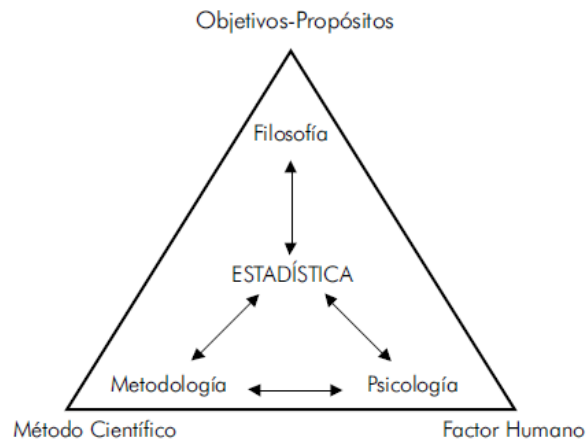 Objetivos-Propósitos
Filosofía
ESTADÍSTICA
Metodología
Psicología
Método Científico
Factor Humano